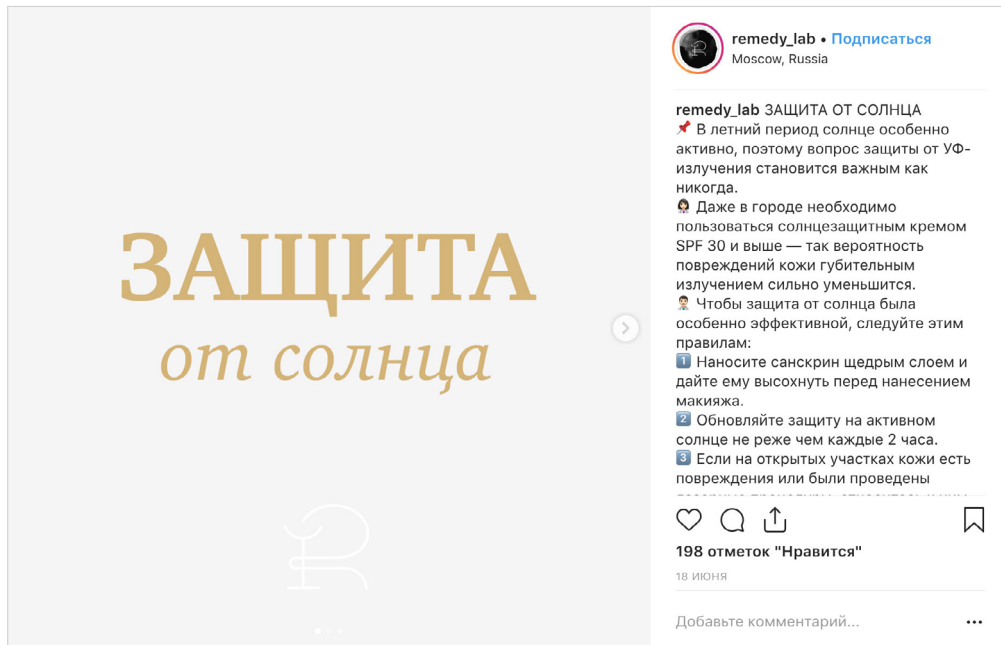 ЗАЩИТА
от солнца
remedy_lab • Подписаться
Moscow, Russia
remedy_lab ЗАЩИТА ОТ СОЛНЦА
📌 В летний период солнце особенно
активно, поэтому вопрос защиты от УФ-
излучения становится важным как
никогда.
👩🏻‍⚕️ Даже в городе необходимо
пользоваться солнцезащитным кремом
SPF 30 и выше — так вероятность
повреждений кожи губительным
излучением сильно уменьшится.
👨🏻‍⚕️ Чтобы защита от солнца была
особенно эффективной, следуйте этим
правилам:
1️⃣ Наносите санскрин щедрым слоем и
дайте ему высохнуть перед нанесением
макияжа.
2️⃣ Обновляйте защиту на активном
солнце не реже чем каждые 2 часа.
3️⃣ Если на открытых участках кожи есть
повреждения или были проведены
198 отметок "Нравится"
18 ИЮНЯ
Добавьте комментарий...